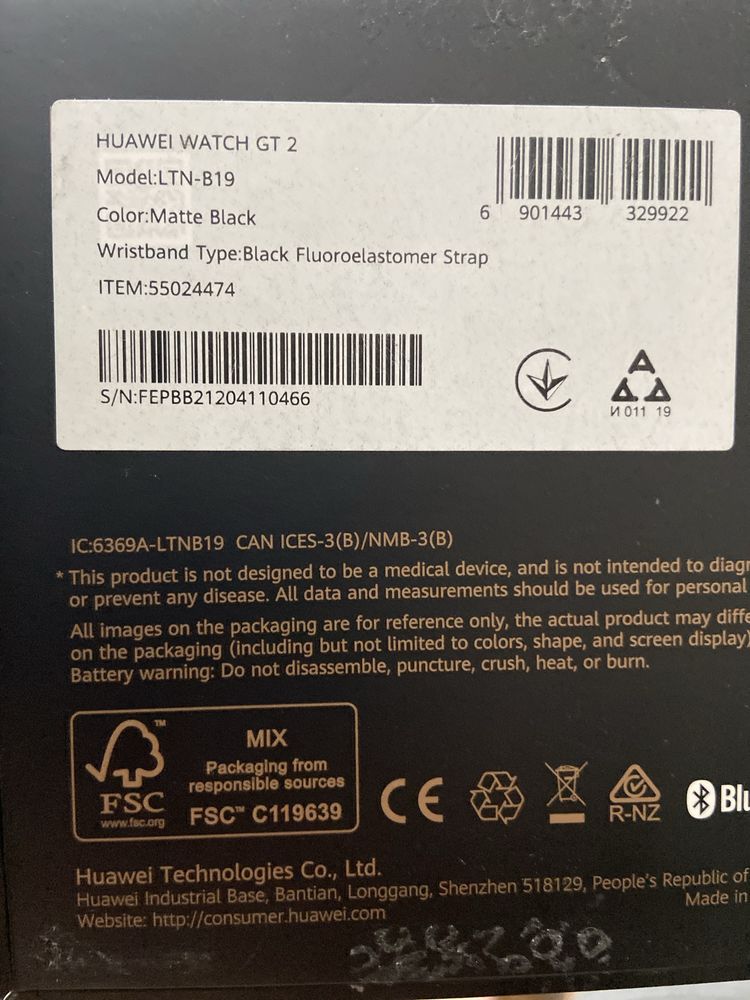 HUAWEI WATCH GT 2
Model:LTN-B19
Color:Matte Black
Wristband Type:Black Fluoroelastomer Strap
ITEM:55024474
6 901443 329922
S/N:FEPBB21204110466
И 011 19
IC:6369A-LTNB19 CAN ICES-3(B)/NMB-3(B)
* This product is not designed to be a medical device, and is not intended to diagn
or prevent any disease. All data and measurements should be used for personal
All images on the packaging are for reference only, the actual product may diffe
on the packaging (including but not limited to colors, shape, and screen display)
Battery warning: Do not disassemble, puncture, crush, heat, or burn.
FSC
www.fsc.org
TM
MIX
Packaging from
responsible sources
FSC™ C119639
CE
R-NZ
Blu
Huawei Technologies Co., Ltd.
Huawei Industrial Base, Bantian, Longgang, Shenzhen 518129, People's Republic of
Made in
Website: http://consumer.huawei.com